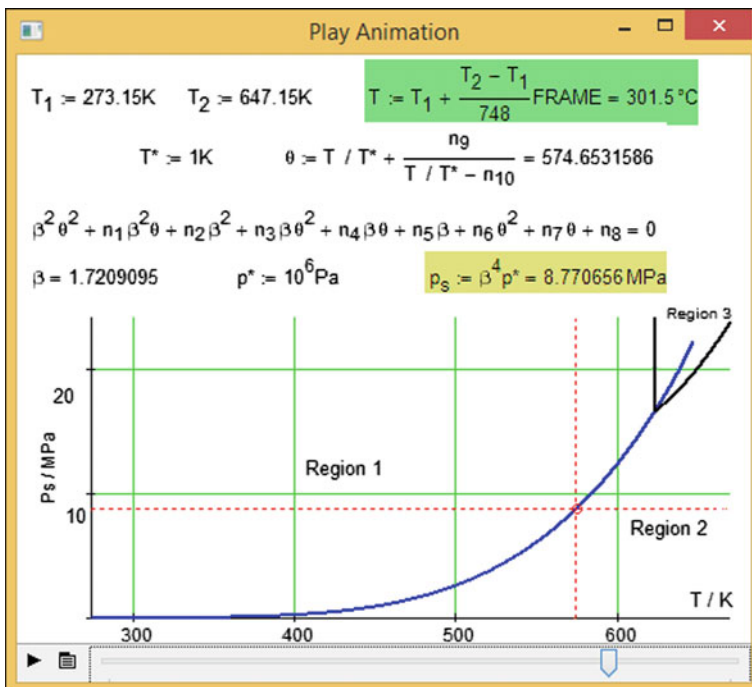 Play Animation
T₁ := 273.15K T₂ := 647.15K T := T₁ + (T₂ − T₁)/748 FRAME = 301.5 °C
T* := 1K θ := T / T* + n₉/(T / T* − n₁₀) = 574.6531586
β²θ² + n₁β²θ + n₂β² + n₃βθ² + n₄βθ + n₅β + n₆θ² + n₇θ + n₈ = 0
β = 1.7209095 p* := 10⁶Pa pₛ := β⁴p* = 8.770656 MPa
Region 3
20
Ps / MPa
Region 1
10
Region 2
T / K
300 400 500 600